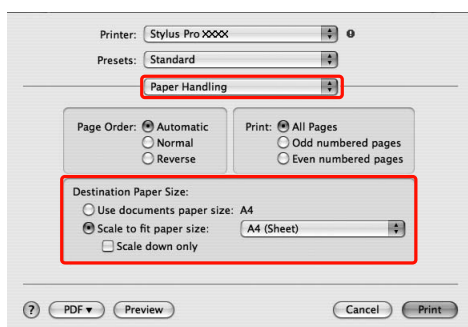 Printer: Stylus Pro XXXX
Presets: Standard
Paper Handling
Page Order: Automatic
Normal
Reverse
Print: All Pages
Odd numbered pages
Even numbered pages
Destination Paper Size:
Use documents paper size: A4
Scale to fit paper size: A4 (Sheet)
Scale down only
? PDF▼ Preview Cancel Print